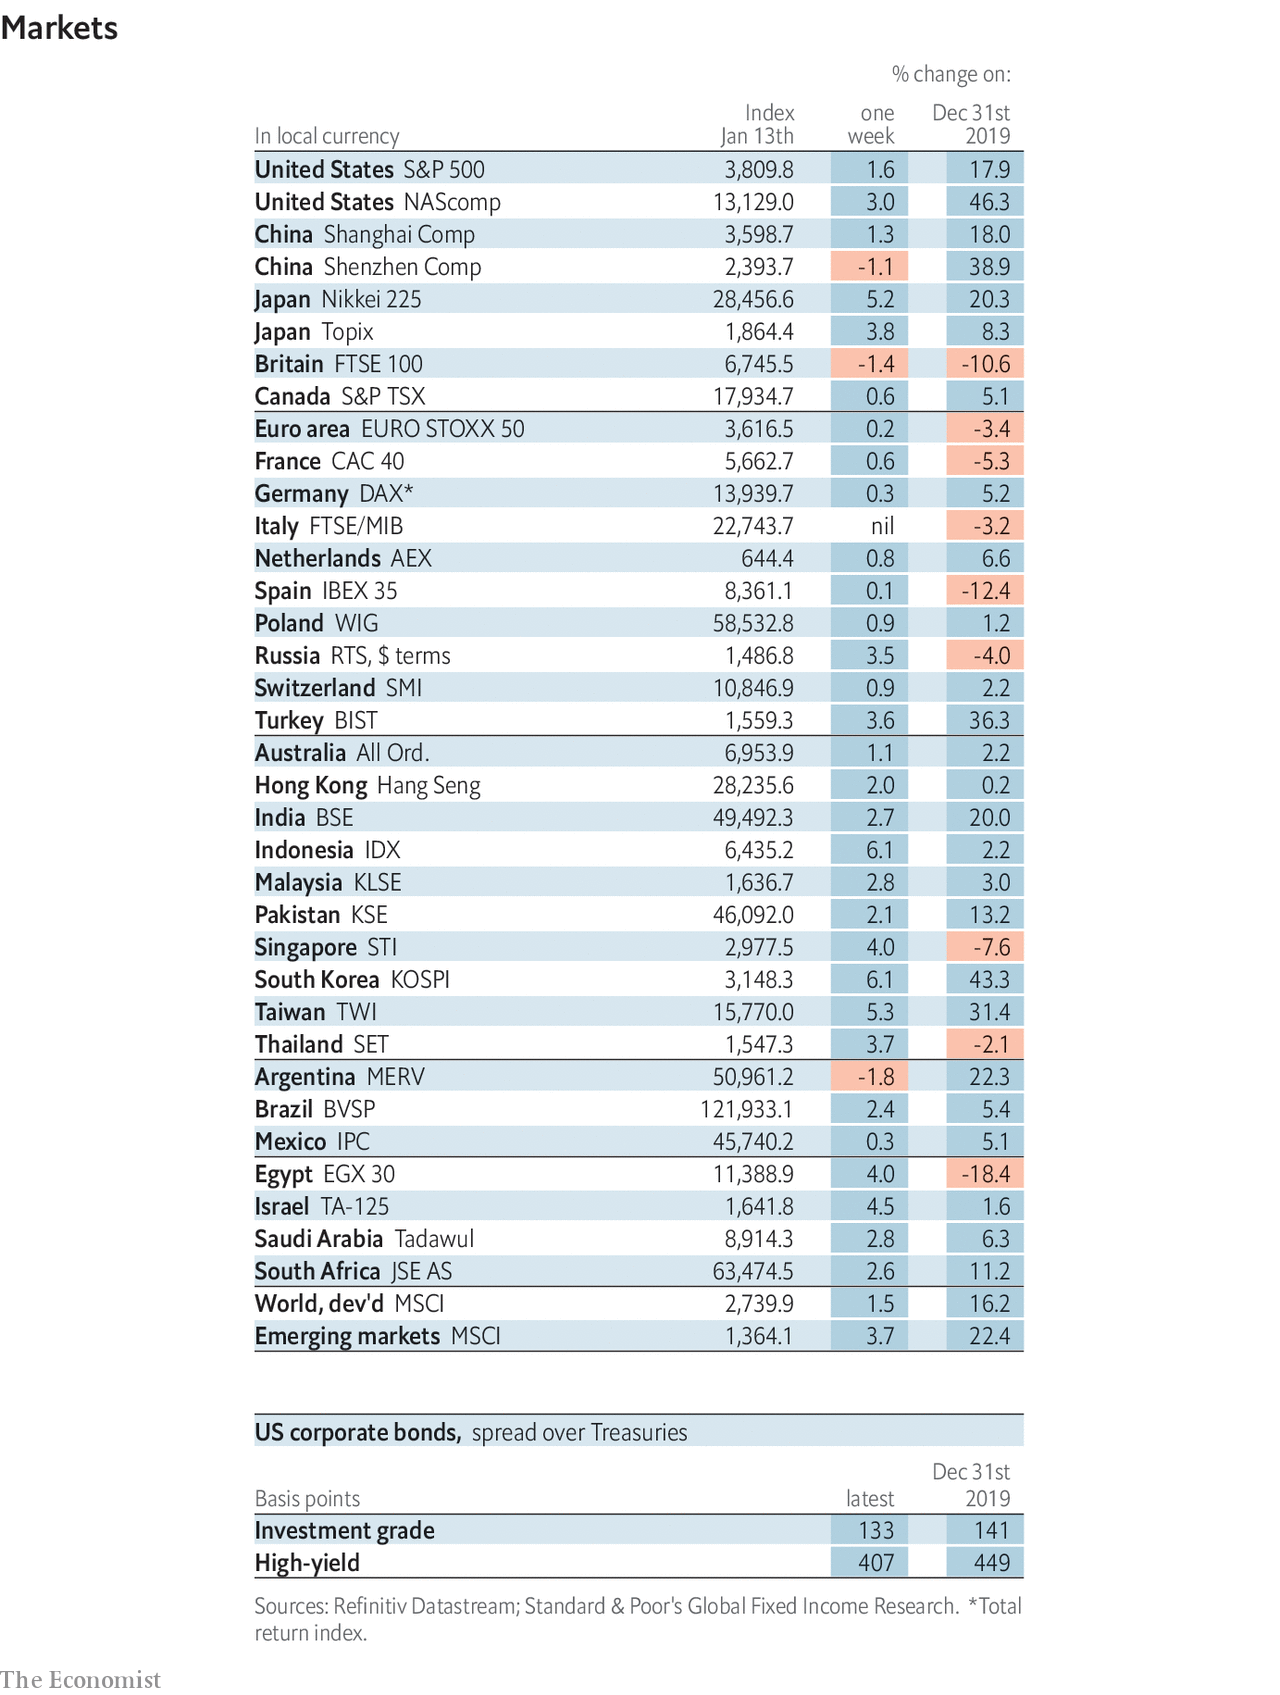 Markets
% change on:
Index one Dec 31st
In local currency Jan 13th week 2019
United States S&P 500 3,809.8 1.6 17.9
United States NAScomp 13,129.0 3.0 46.3
China Shanghai Comp 3,598.7 1.3 18.0
China Shenzhen Comp 2,393.7 -1.1 38.9
Japan Nikkei 225 28,456.6 5.2 20.3
Japan Topix 1,864.4 3.8 8.3
Britain FTSE 100 6,745.5 -1.4 -10.6
Canada S&P TSX 17,934.7 0.6 5.1
Euro area EURO STOXX 50 3,616.5 0.2 -3.4
France CAC 40 5,662.7 0.6 -5.3
Germany DAX* 13,939.7 0.3 5.2
Italy FTSE/MIB 22,743.7 nil -3.2
Netherlands AEX 644.4 0.8 6.6
Spain IBEX 35 8,361.1 0.1 -12.4
Poland WIG 58,532.8 0.9 1.2
Russia RTS, $ terms 1,486.8 3.5 -4.0
Switzerland SMI 10,846.9 0.9 2.2
Turkey BIST 1,559.3 3.6 36.3
Australia All Ord. 6,953.9 1.1 2.2
Hong Kong Hang Seng 28,235.6 2.0 0.2
India BSE 49,492.3 2.7 20.0
Indonesia IDX 6,435.2 6.1 2.2
Malaysia KLSE 1,636.7 2.8 3.0
Pakistan KSE 46,092.0 2.1 13.2
Singapore STI 2,977.5 4.0 -7.6
South Korea KOSPI 3,148.3 6.1 43.3
Taiwan TWI 15,770.0 5.3 31.4
Thailand SET 1,547.3 3.7 -2.1
Argentina MERV 50,961.2 -1.8 22.3
Brazil BVSP 121,933.1 2.4 5.4
Mexico IPC 45,740.2 0.3 5.1
Egypt EGX 30 11,388.9 4.0 -18.4
Israel TA-125 1,641.8 4.5 1.6
Saudi Arabia Tadawul 8,914.3 2.8 6.3
South Africa JSE AS 63,474.5 2.6 11.2
World, dev'd MSCI 2,739.9 1.5 16.2
Emerging markets MSCI 1,364.1 3.7 22.4
US corporate bonds, spread over Treasuries
Dec 31st
Basis points latest 2019
Investment grade 133 141
High-yield 407 449
Sources: Refinitiv Datastream; Standard & Poor's Global Fixed Income Research. *Total
return index.
The Economist